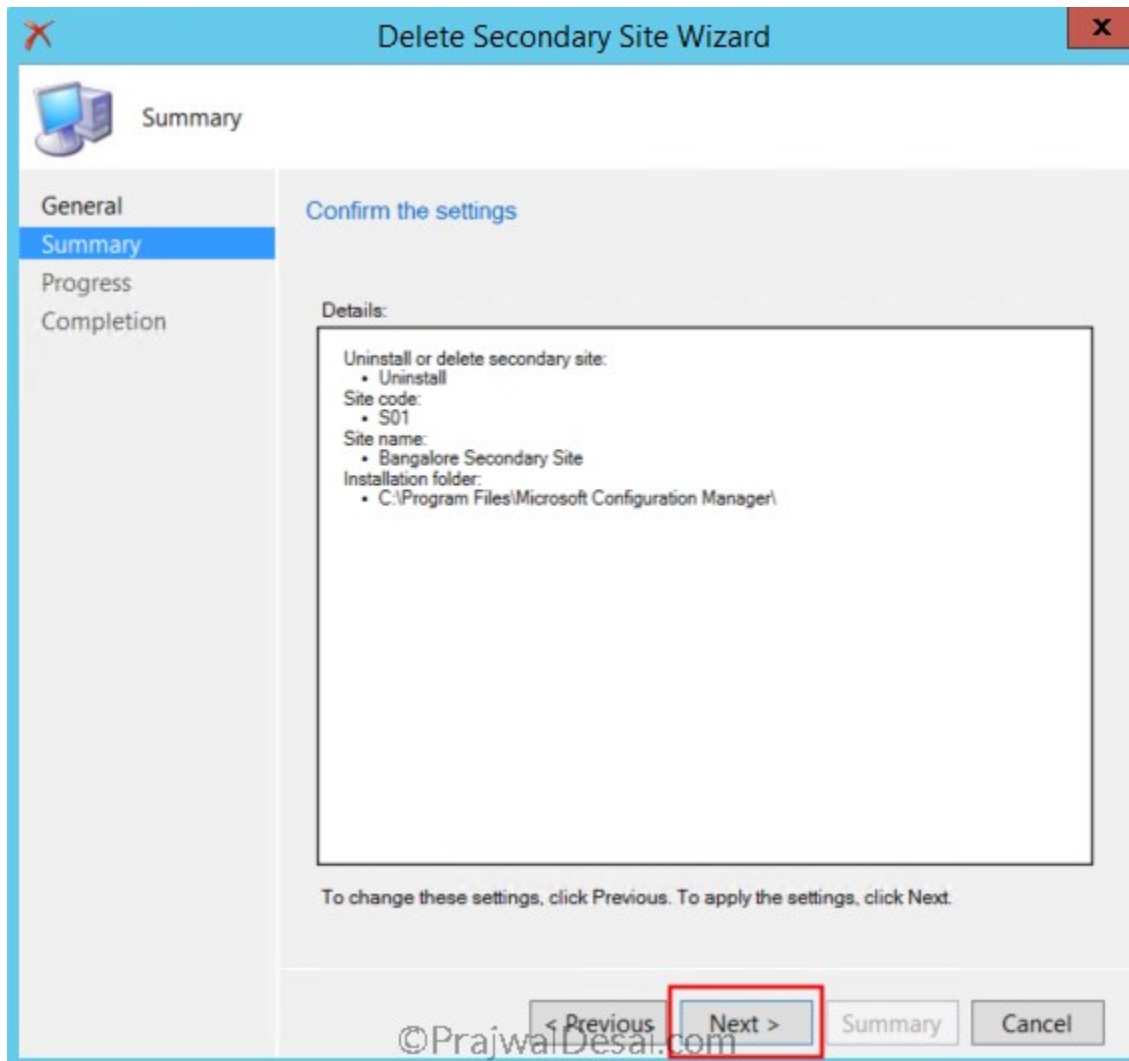 Delete Secondary Site Wizard
x
Summary
General
Summary
Progress
Completion
Confirm the settings
Details:
Uninstall or delete secondary site:
• Uninstall
Site code:
• S01
Site name:
• Bangalore Secondary Site
Installation folder:
• C:\Program Files\Microsoft Configuration Manager\
To change these settings, click Previous. To apply the settings, click Next.
< Previous
Next >
Summary
Cancel
©PrajwalDesai.com